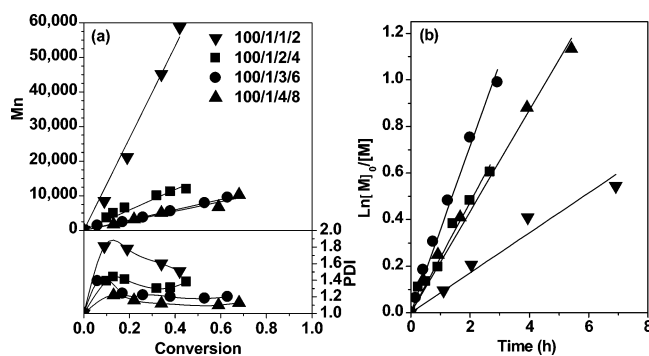 60,000
(a)
100/1/1/2
100/1/2/4
100/1/3/6
100/1/4/8
50,000
40,000
30,000
20,000
10,000
0
Mn
2.0
1.8
1.6
1.4
1.2
1.0
PDI
0.0 0.2 0.4 0.6 0.8 1.0
Conversion
(b)
1.2
1.0
0.8
0.6
0.4
0.2
0.0
Ln[M]0/[M]
0 2 4 6 8
Time (h)